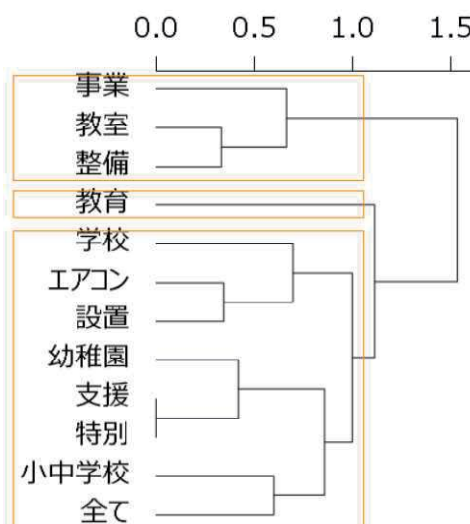 0.0 0.5 1.0 1.5
事業
教室
整備
教育
学校
エアコン
設置
幼稚園
支援
特別
小中学校
全て